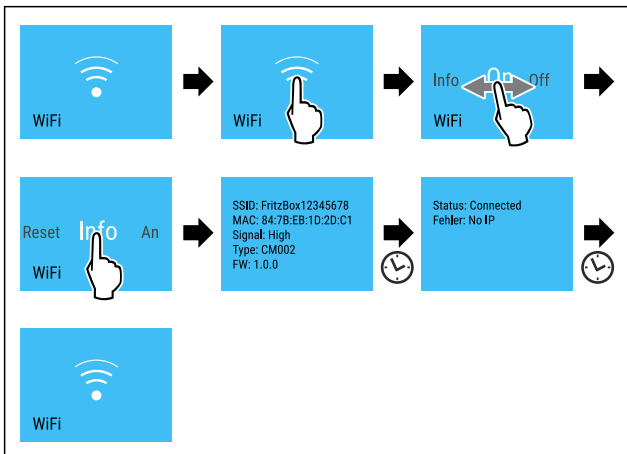 WiFi
WiFi
Info On Off
WiFi
Reset Info An
WiFi
SSID: FritzBox12345678
MAC: 84:7B:EB:1D:2D:C1
Signal: High
Type: CM002
FW: 1.0.0
Status: Connected
Fehler: No IP
WiFi